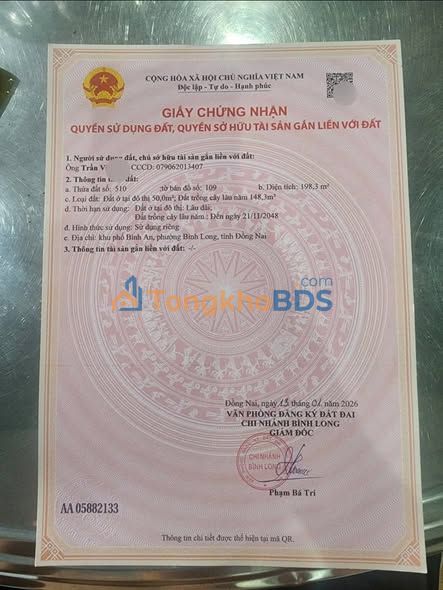 CỘNG HÒA XÃ HỘI CHỦ NGHĨA VIỆT NAM
Độc lập - Tự do - Hạnh phúc
GIẤY CHỨNG NHẬN
QUYỀN SỬ DỤNG ĐẤT, QUYỀN SỞ HỮU TÀI SẢN GẮN LIỀN VỚI ĐẤT
1. Người sử dụng đất, chủ sở hữu tài sản gắn liền với đất:
Ông Trần V CCCD: 079062013407
2. Thông tin đất:
a. Thửa đất số: 510 tờ bản đồ số: 109 b. Diện tích: 198,3 m²
c. Loại đất: Đất ở tại đô thị 50,0m²; Đất trồng cây lâu năm 148,3m²
d. Thời hạn sử dụng: Đất ở tại đô thị: Lâu dài;
Đất trồng cây lâu năm : Đến ngày 21/11/2048
đ. Hình thức sử dụng: Sử dụng riêng
e. Địa chỉ: khu phố Bình An, phường Bình Long, tỉnh Đồng Nai
3. Thông tin tài sản gắn liền với đất: -/-
TongkhoBDS.com
Đồng Nai, ngày 13 tháng 01 năm 2026
VĂN PHÒNG ĐĂNG KÝ ĐẤT ĐAI
CHI NHÁNH BÌNH LONG
GIÁM ĐỐC
CHI NHÁNH
BÌNH LONG
Phạm Bá Trí
AA 05882133
Thông tin chi tiết được thể hiện tại mã QR.